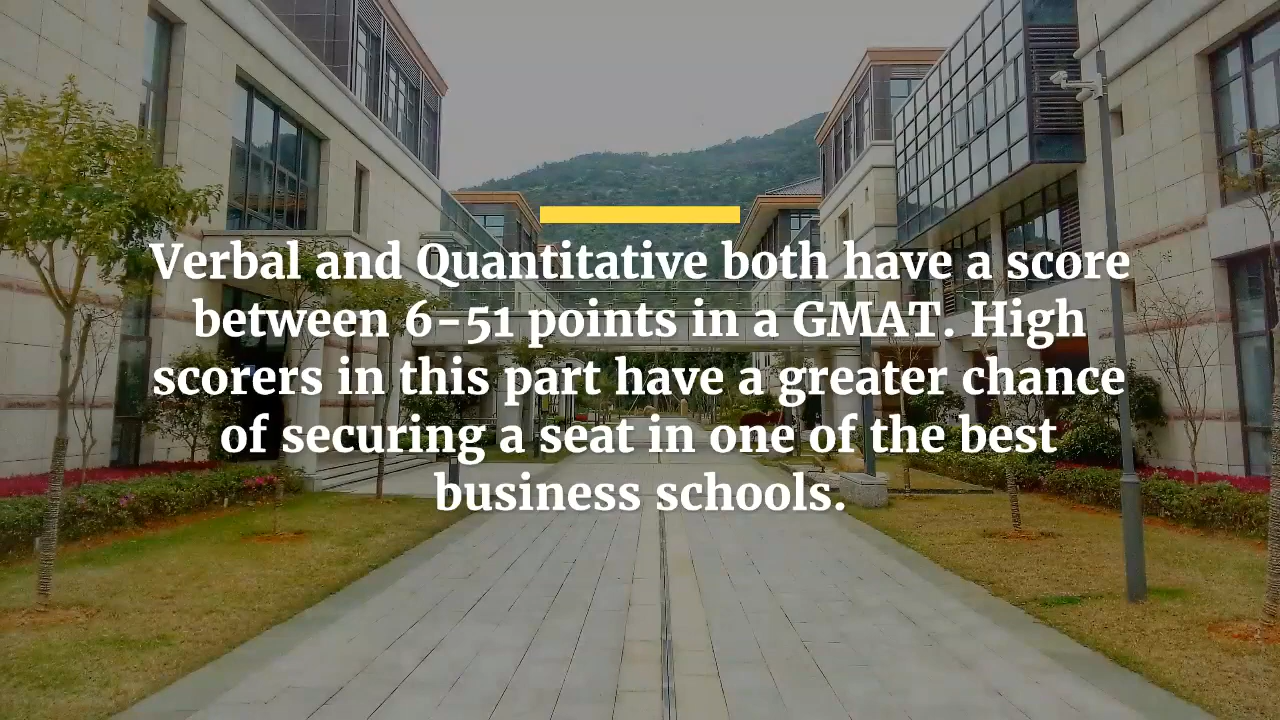 Verbal and Quantitative both have a score
between 6-51 points in a GMAT. High
scorers in this part have a greater chance
of securing a seat in one of the best
business schools.